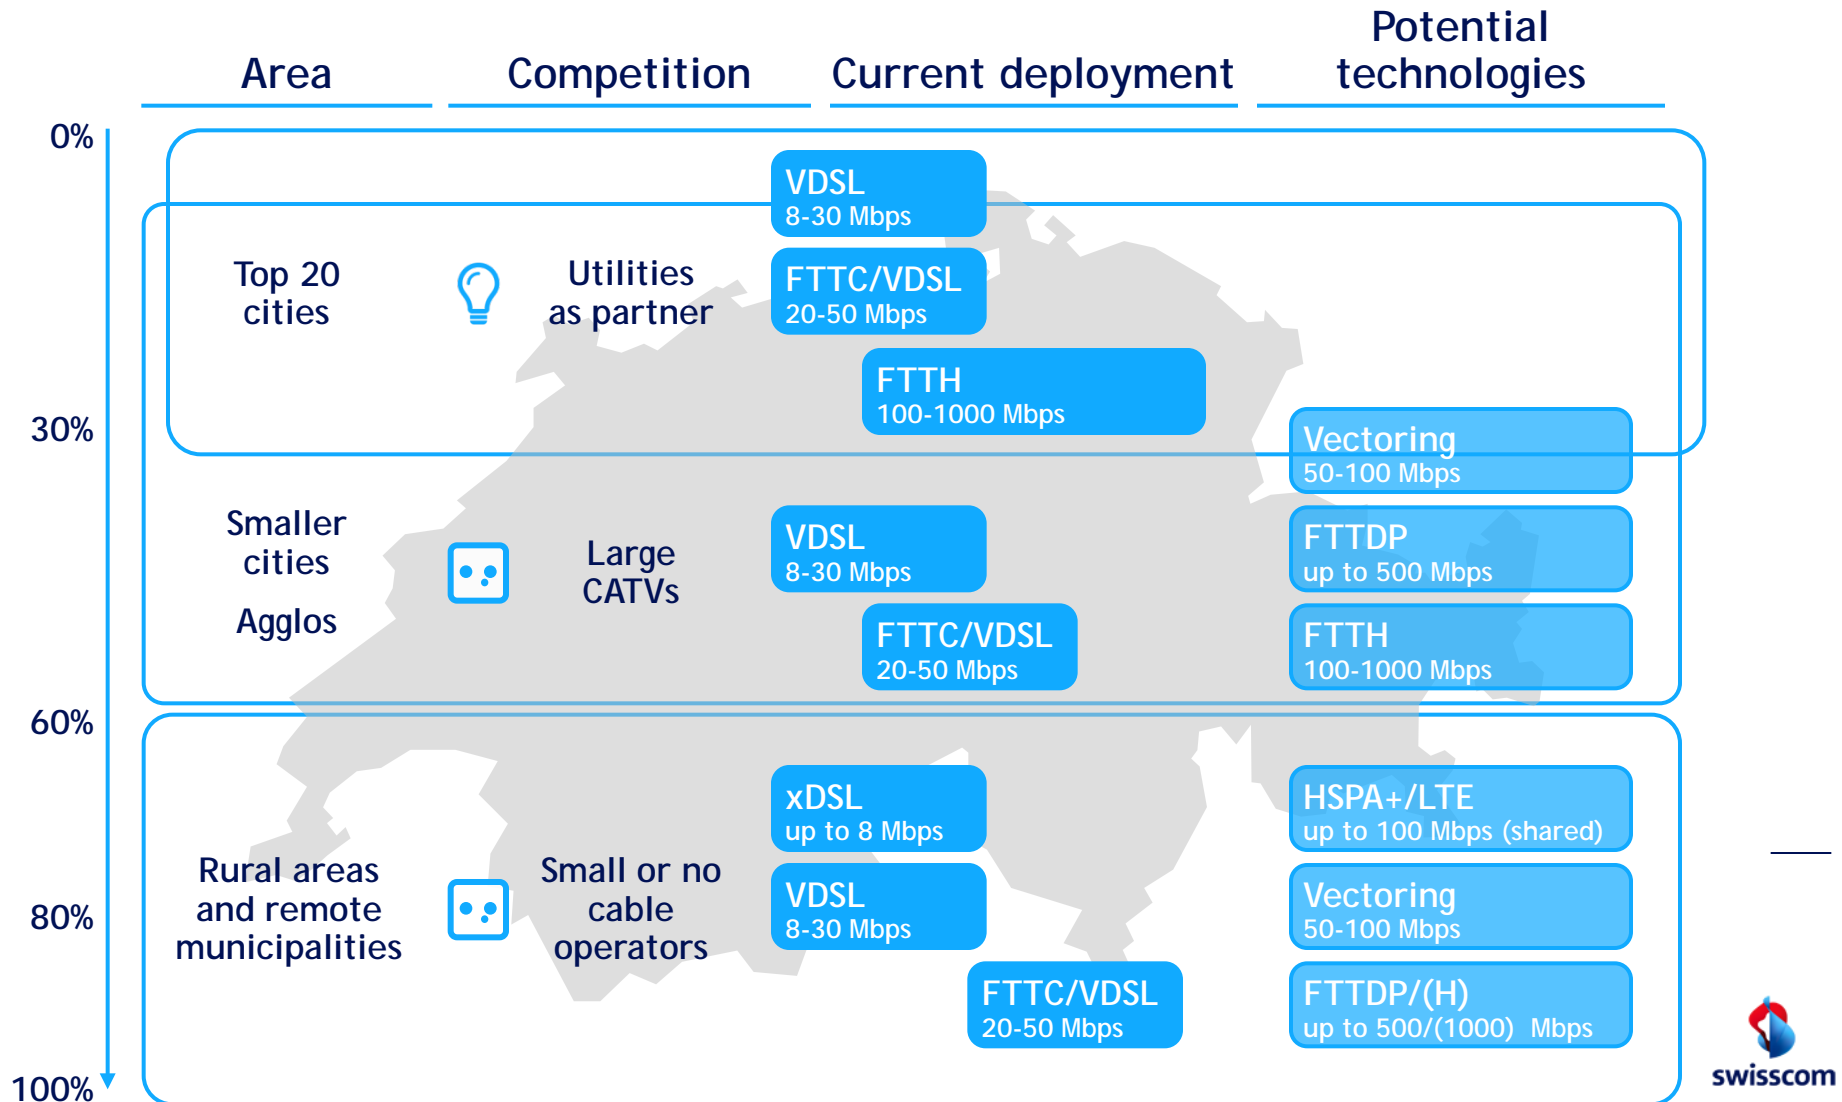 Area
Competition
Current deployment
Potential
technologies
0%
30%
60%
80%
100%
Top 20
cities
Utilities
as partner
VDSL
8-30 Mbps
FTTC/VDSL
20-50 Mbps
FTTH
100-1000 Mbps
Vectoring
50-100 Mbps
Smaller
cities
Agglos
Large
CATVs
VDSL
8-30 Mbps
FTTC/VDSL
20-50 Mbps
FTTDP
up to 500 Mbps
FTTH
100-1000 Mbps
Rural areas
and remote
municipalities
Small or no
cable
operators
xDSL
up to 8 Mbps
VDSL
8-30 Mbps
FTTC/VDSL
20-50 Mbps
HSPA+/LTE
up to 100 Mbps (shared)
Vectoring
50-100 Mbps
FTTDP/(H)
up to 500/(1000) Mbps
swisscom